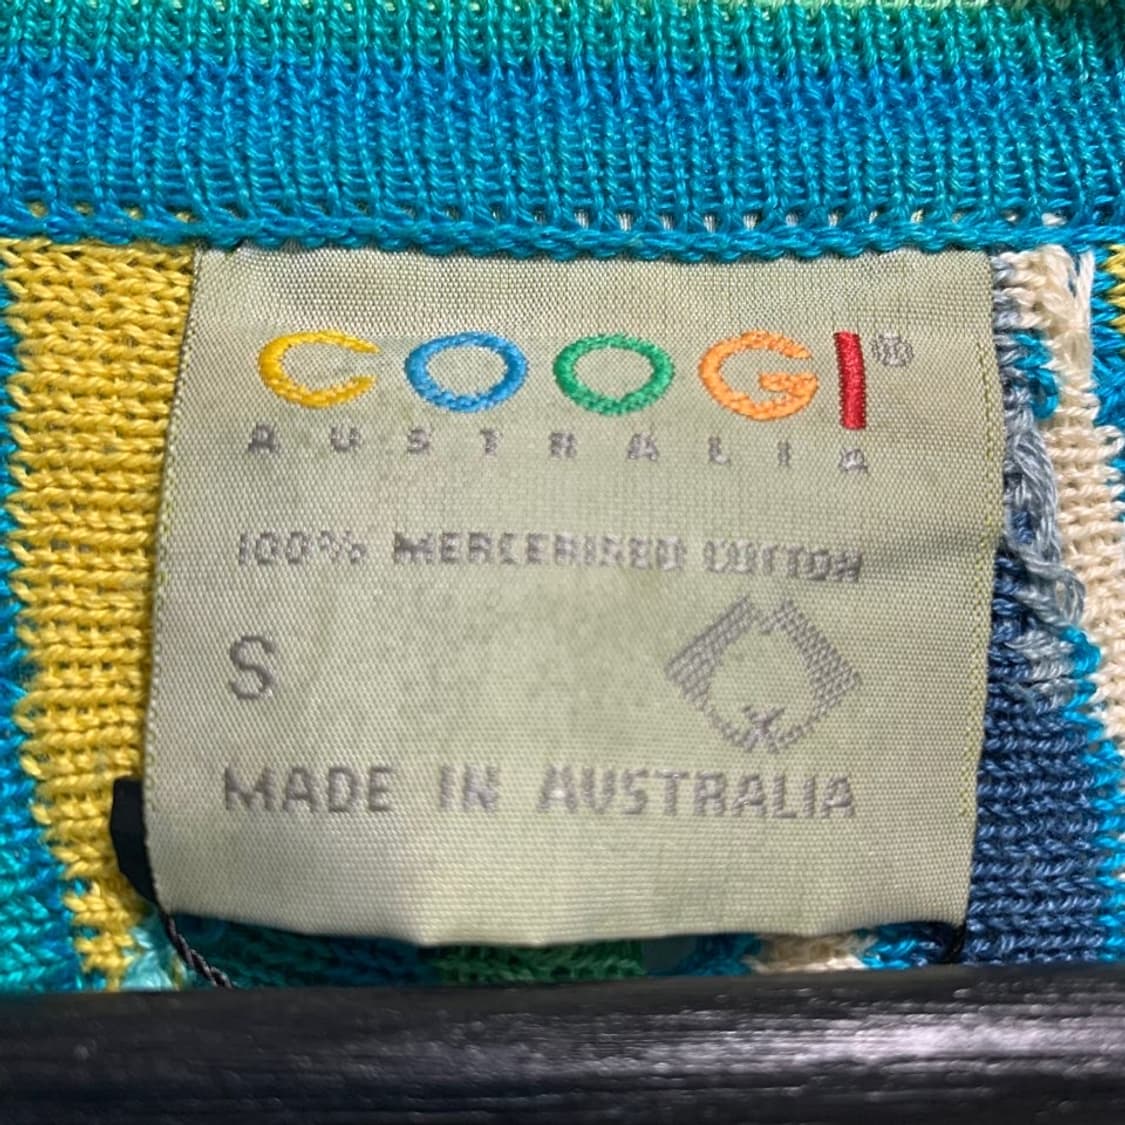 COOGI®
AUSTRALIA
100% MERCERISED COTTON
S
MADE IN AUSTRALIA